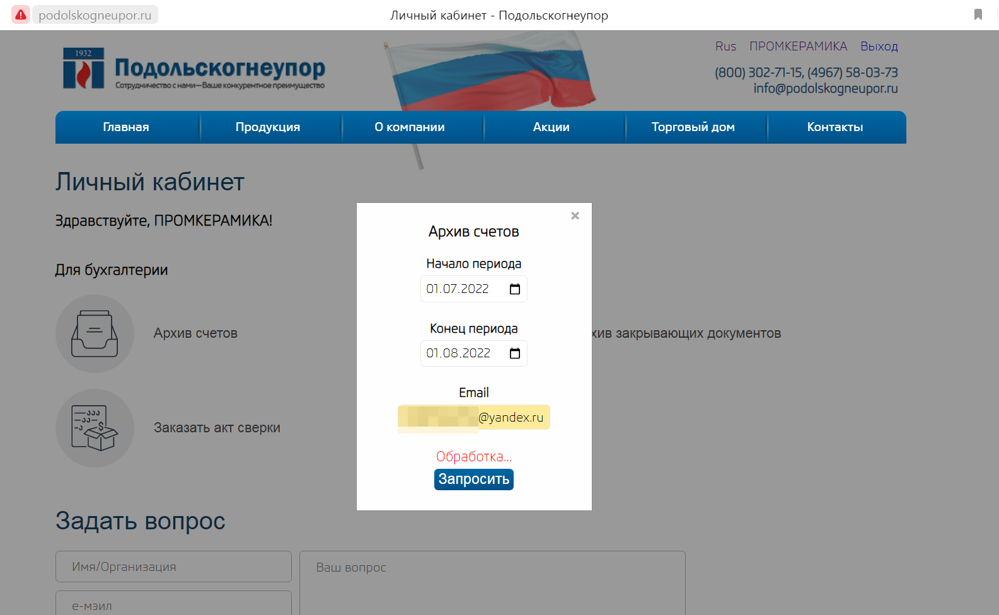 podolskogneupor.ru
Личный кабинет - Подольскогнеупор
Rus ПРОМКЕРАМИКА Выход
1932
Подольскогнеупор
Сотрудничество с нами—Ваше конкурентное преимущество
(800) 302-71-15, (4967) 58-03-73
info@podolskogneupor.ru
Главная Продукция О компании Акции Торговый дом Контакты
Личный кабинет
Здравствуйте, ПРОМКЕРАМИКА!
Для бухгалтерии
Архив счетов
хив закрывающих документов
Заказать акт сверки
×
Архив счетов
Начало периода
01.07.2022
Конец периода
01.08.2022
Email
@yandex.ru
Обработка...
Запросить
Задать вопрос
Имя/Организация
Ваш вопрос
е-мэил